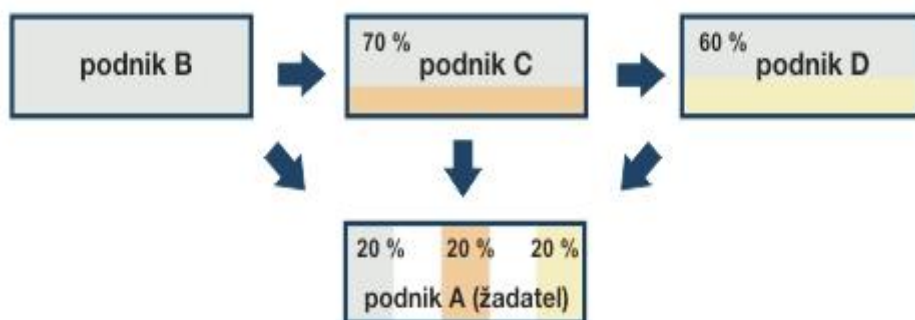 podnik B
70 %
podnik C
60 %
podnik D
20 % 20 % 20 %
podnik A (žadatel)